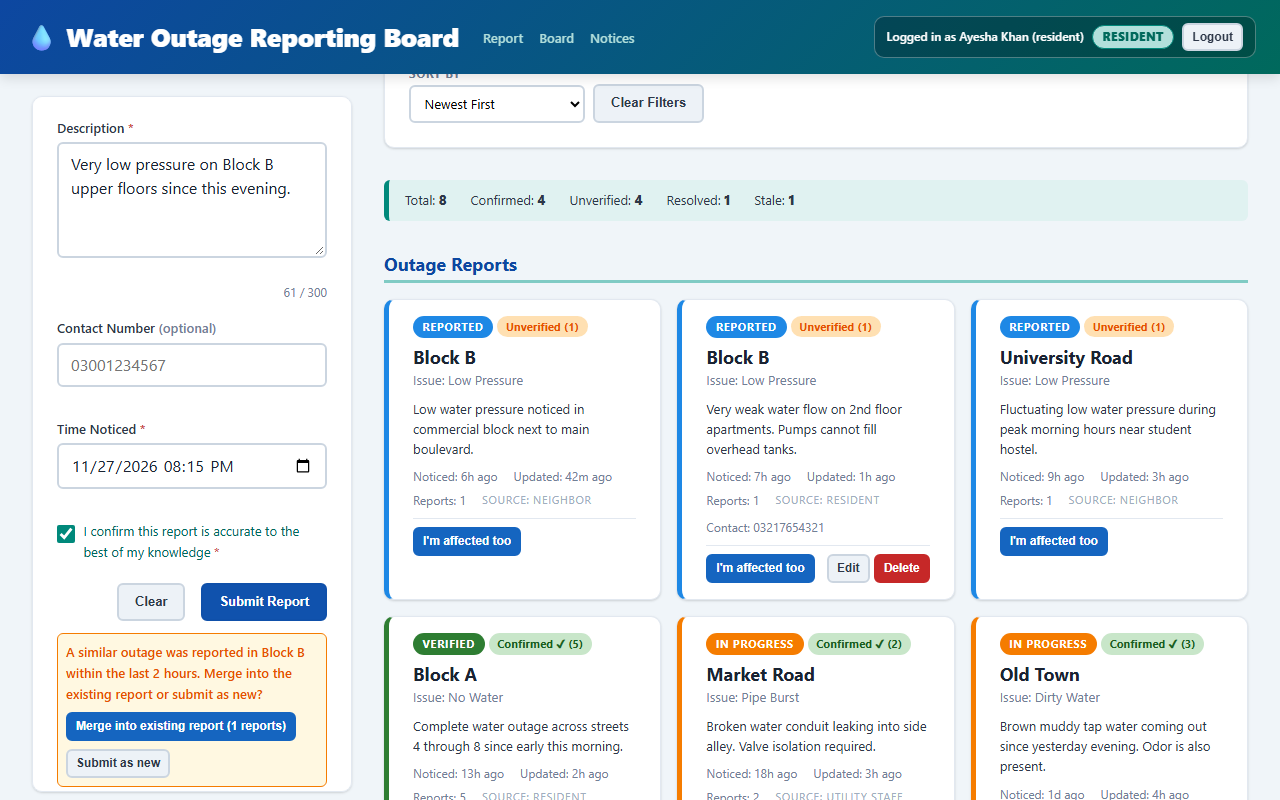 Water Outage Reporting Board
Report
Board
Notices
Logged in as Ayesha Khan (resident)
RESIDENT
Logout
Description *
Very low pressure on Block B
upper floors since this evening.
61 / 300
Contact Number (optional)
03001234567
Time Noticed *
11/27/2026 08:15 PM
I confirm this report is accurate to the
best of my knowledge *
Clear
Submit Report
A similar outage was reported in Block B
within the last 2 hours. Merge into the
existing report or submit as new?
Merge into existing report (1 reports)
Submit as new
SORT BY
Newest First
Clear Filters
Total: 8
Confirmed: 4
Unverified: 4
Resolved: 1
Stale: 1
Outage Reports
REPORTED
Unverified (1)
Block B
Issue: Low Pressure
Low water pressure noticed in
commercial block next to main
boulevard.
Noticed: 6h ago
Updated: 42m ago
Reports: 1
SOURCE: NEIGHBOR
I'm affected too
REPORTED
Unverified (1)
Block B
Issue: Low Pressure
Very weak water flow on 2nd floor
apartments. Pumps cannot fill
overhead tanks.
Noticed: 7h ago
Updated: 1h ago
Reports: 1
SOURCE: RESIDENT
Contact: 03217654321
I'm affected too
Edit
Delete
REPORTED
Unverified (1)
University Road
Issue: Low Pressure
Fluctuating low water pressure during
peak morning hours near student
hostel.
Noticed: 9h ago
Updated: 3h ago
Reports: 1
SOURCE: NEIGHBOR
I'm affected too
VERIFIED
Confirmed ✓ (5)
Block A
Issue: No Water
Complete water outage across streets
4 through 8 since early this morning.
Noticed: 13h ago
Updated: 2h ago
Reports: 5
SOURCE: RESIDENT
IN PROGRESS
Confirmed ✓ (2)
Market Road
Issue: Pipe Burst
Broken water conduit leaking into side
alley. Valve isolation required.
Noticed: 18h ago
Updated: 3h ago
Reports: 2
SOURCE: UTILITY STAFF
IN PROGRESS
Confirmed ✓ (3)
Old Town
Issue: Dirty Water
Brown muddy tap water coming out
since yesterday evening. Odor is also
present.
Noticed: 1d ago
Updated: 4h ago